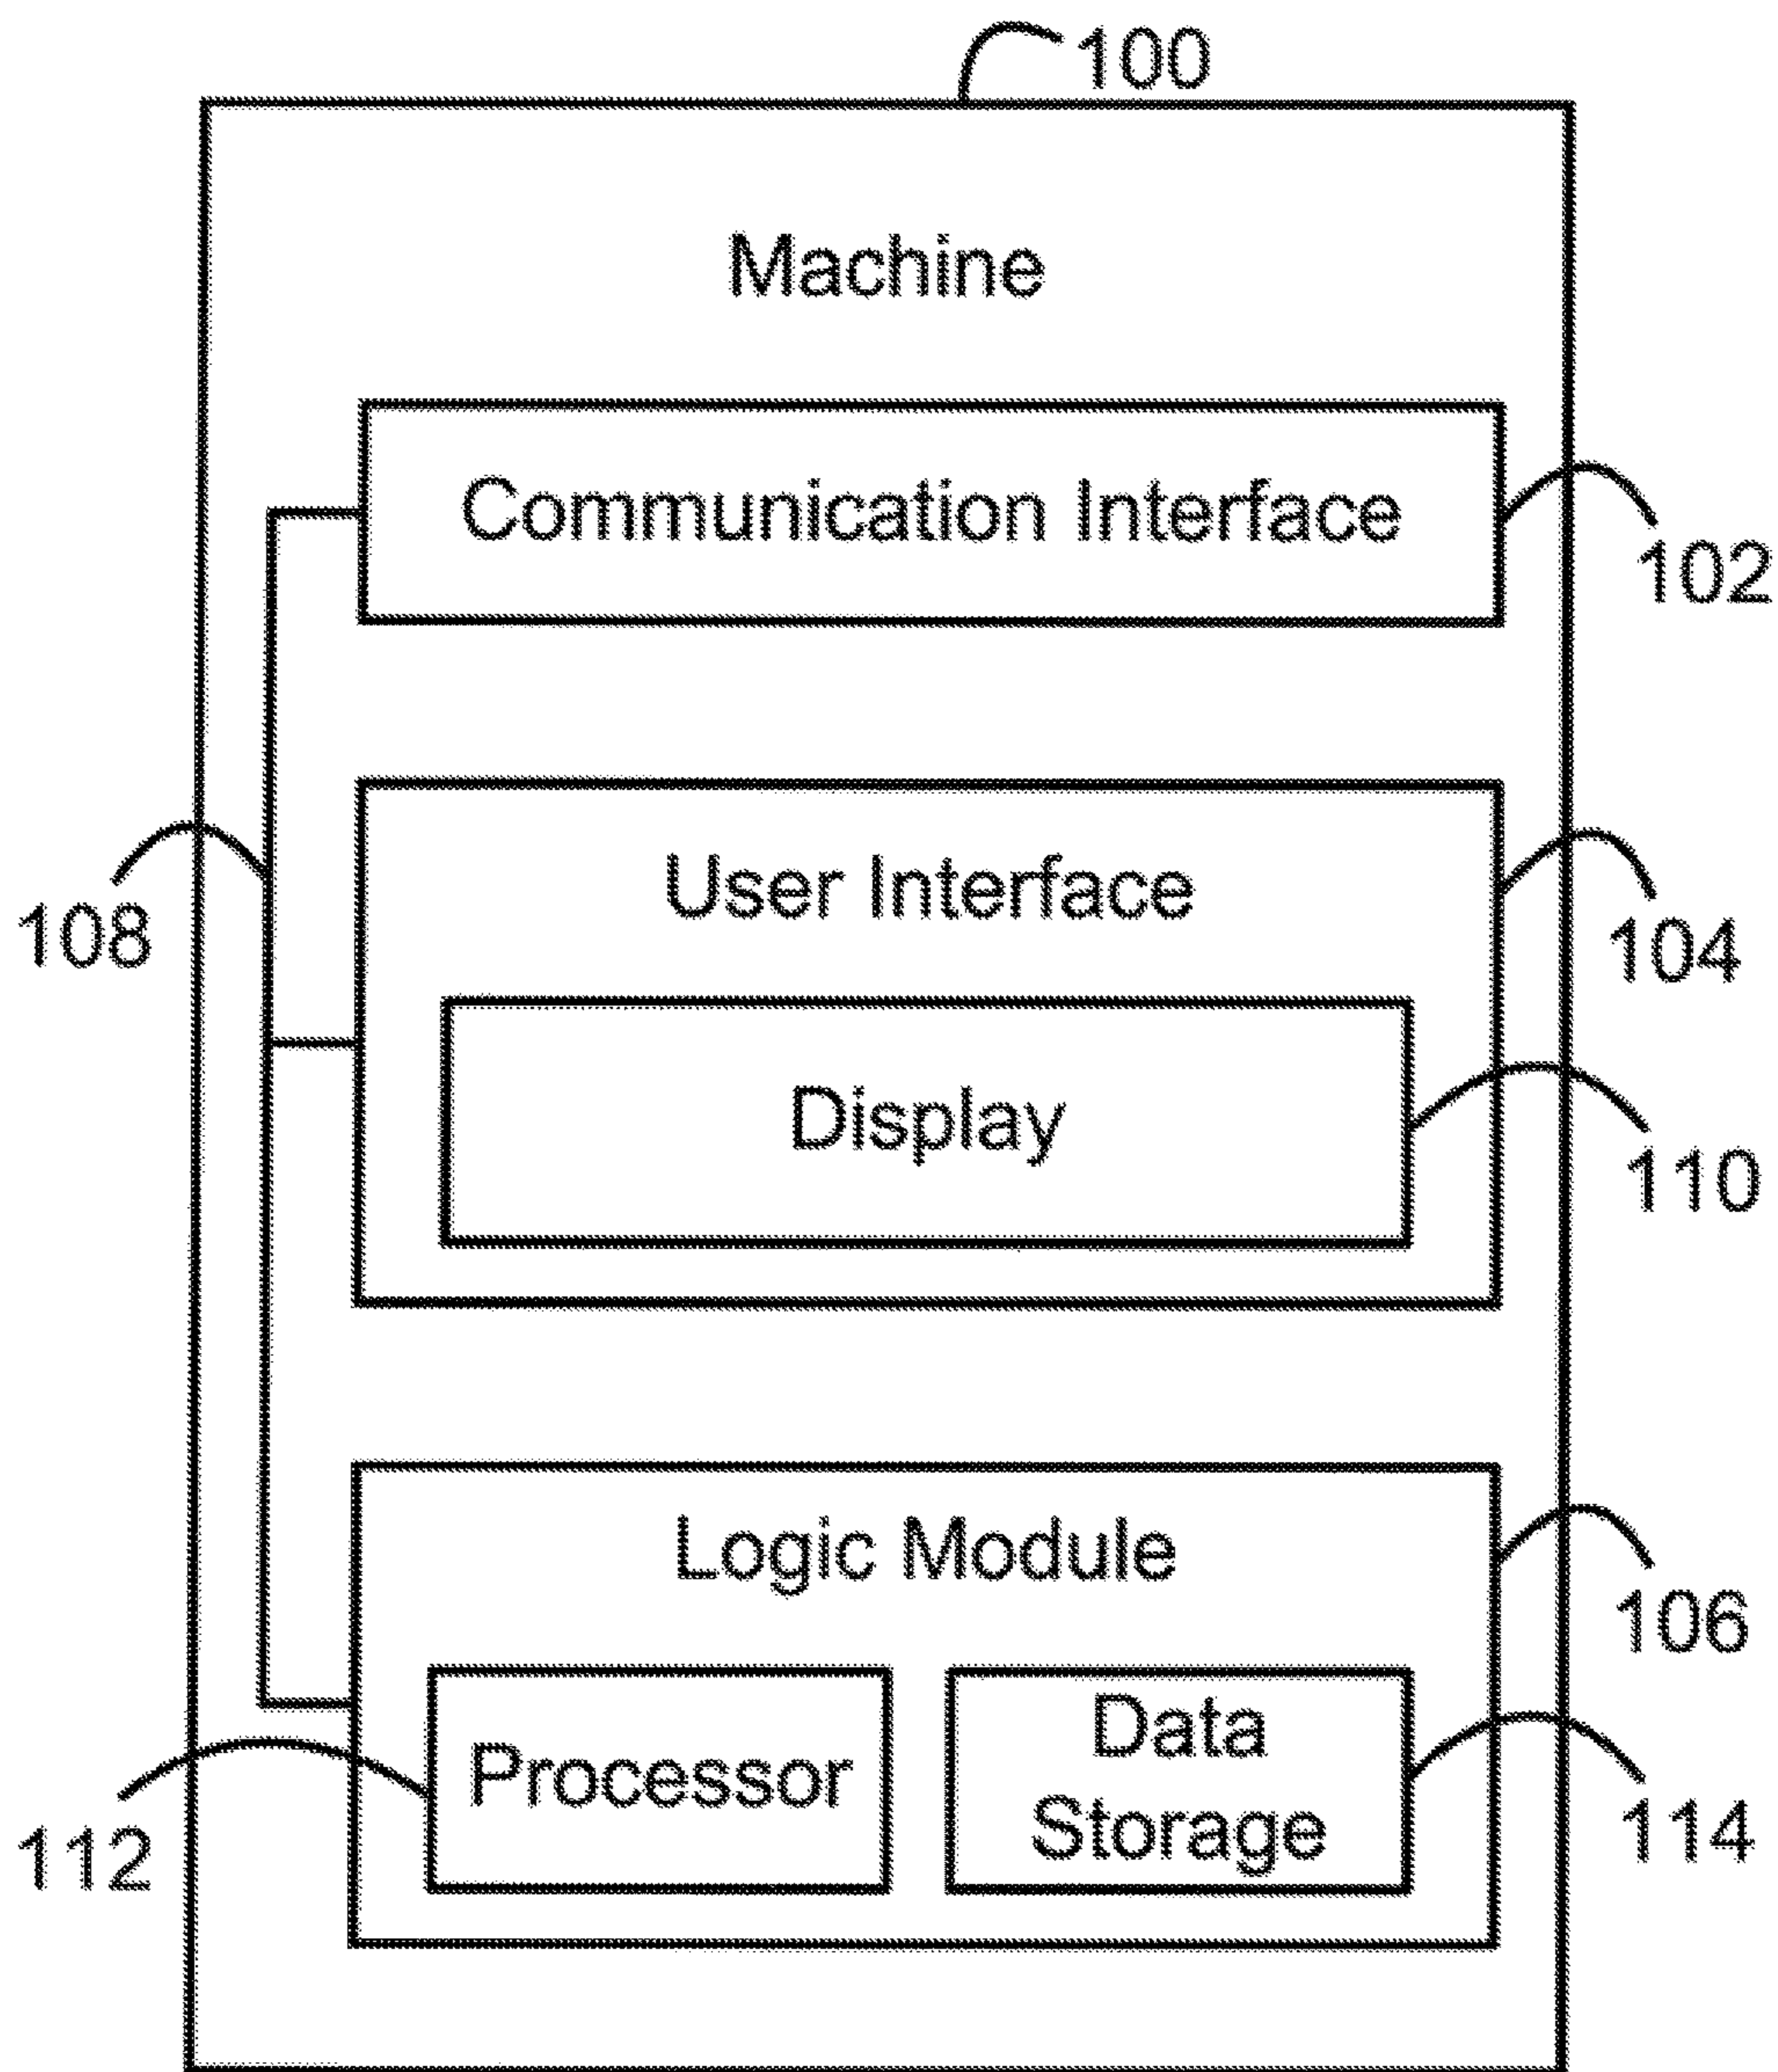 100
Machine
Communication Interface
102
User Interface
108
104
Display
110
Logic Module
106
Processor
Data
Storage
112
114